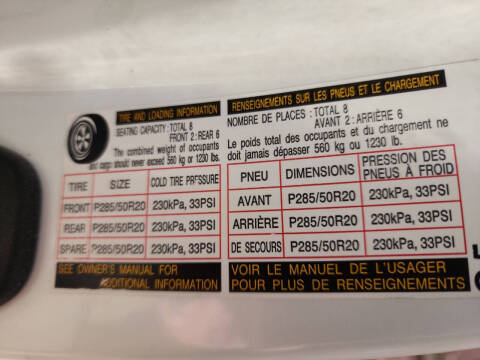 TIRE AND LOADING INFORMATION
SEATING CAPACITY: TOTAL 8
FRONT 2: REAR 6
The combined weight of occupants
and cargo should never exceed 560 kg or 1230 lbs.
TIRE SIZE COLD TIRE PRESSURE
FRONT P285/50R20 230kPa, 33PSI
REAR P285/50R20 230kPa, 33PSI
SPARE P285/50R20 230kPa, 33PSI
SEE OWNER'S MANUAL FOR
ADDITIONAL INFORMATION
RENSEIGNEMENTS SUR LES PNEUS ET LE CHARGEMENT
NOMBRE DE PLACES : TOTAL 8
AVANT 2 : ARRIÈRE 6
Le poids total des occupants et du chargement ne
doit jamais dépasser 560 kg ou 1230 lb.
PNEU DIMENSIONS PRESSION DES
PNEUS À FROID
AVANT P285/50R20 230kPa, 33PSI
ARRIÈRE P285/50R20 230kPa, 33PSI
DE SECOURS P285/50R20 230kPa, 33PSI
VOIR LE MANUEL DE L'USAGER
POUR PLUS DE RENSEIGNEMENTS